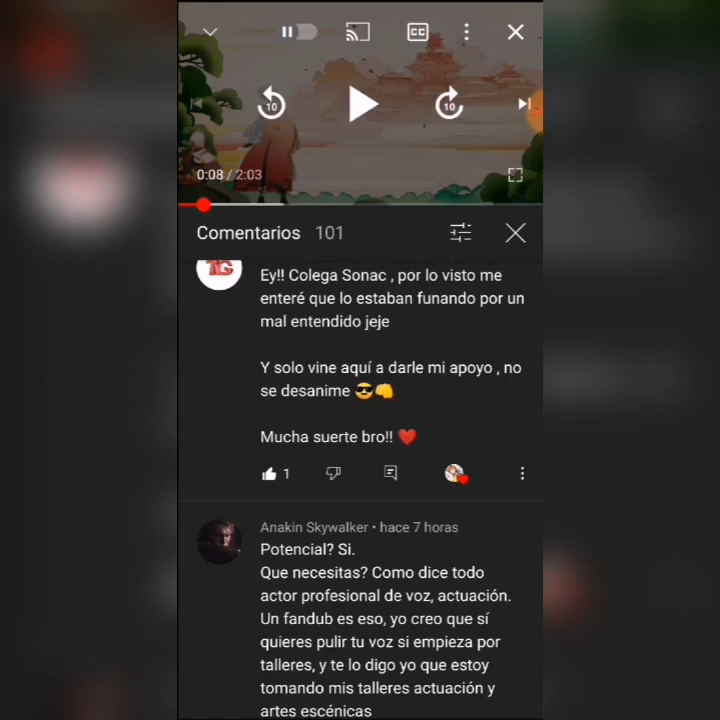 CC
10
10
0:08 / 2:03
Comentarios 101
TG
Ey!! Colega Sonac , por lo visto me
enteré que lo estaban funando por un
mal entendido jeje
Y solo vine aquí a darle mi apoyo , no
se desanime 😎👊
Mucha suerte bro!! ❤️
1
Anakin Skywalker • hace 7 horas
Potencial? Si.
Que necesitas? Como dice todo
actor profesional de voz, actuación.
Un fandub es eso, yo creo que sí
quieres pulir tu voz si empieza por
talleres, y te lo digo yo que estoy
tomando mis talleres actuación y
artes escénicas